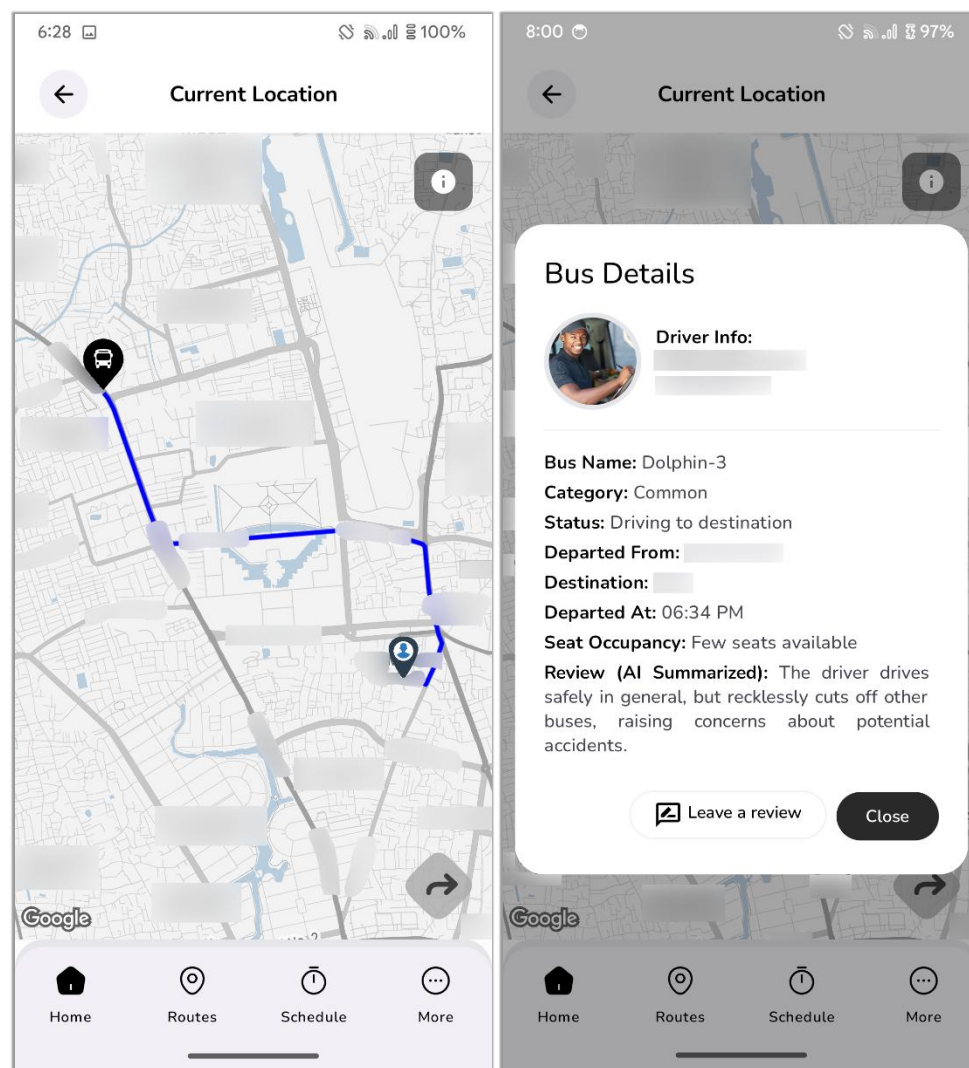 6:28
100%
Current Location
Google
Home
Routes
Schedule
More
8:00
97%
Current Location
Bus Details
Driver Info:
Bus Name: Dolphin-3
Category: Common
Status: Driving to destination
Departed From:
Destination:
Departed At: 06:34 PM
Seat Occupancy: Few seats available
Review (AI Summarized): The driver drives
safely in general, but recklessly cuts off other
buses, raising concerns about potential
accidents.
Leave a review
Close
Google
Home
Routes
Schedule
More